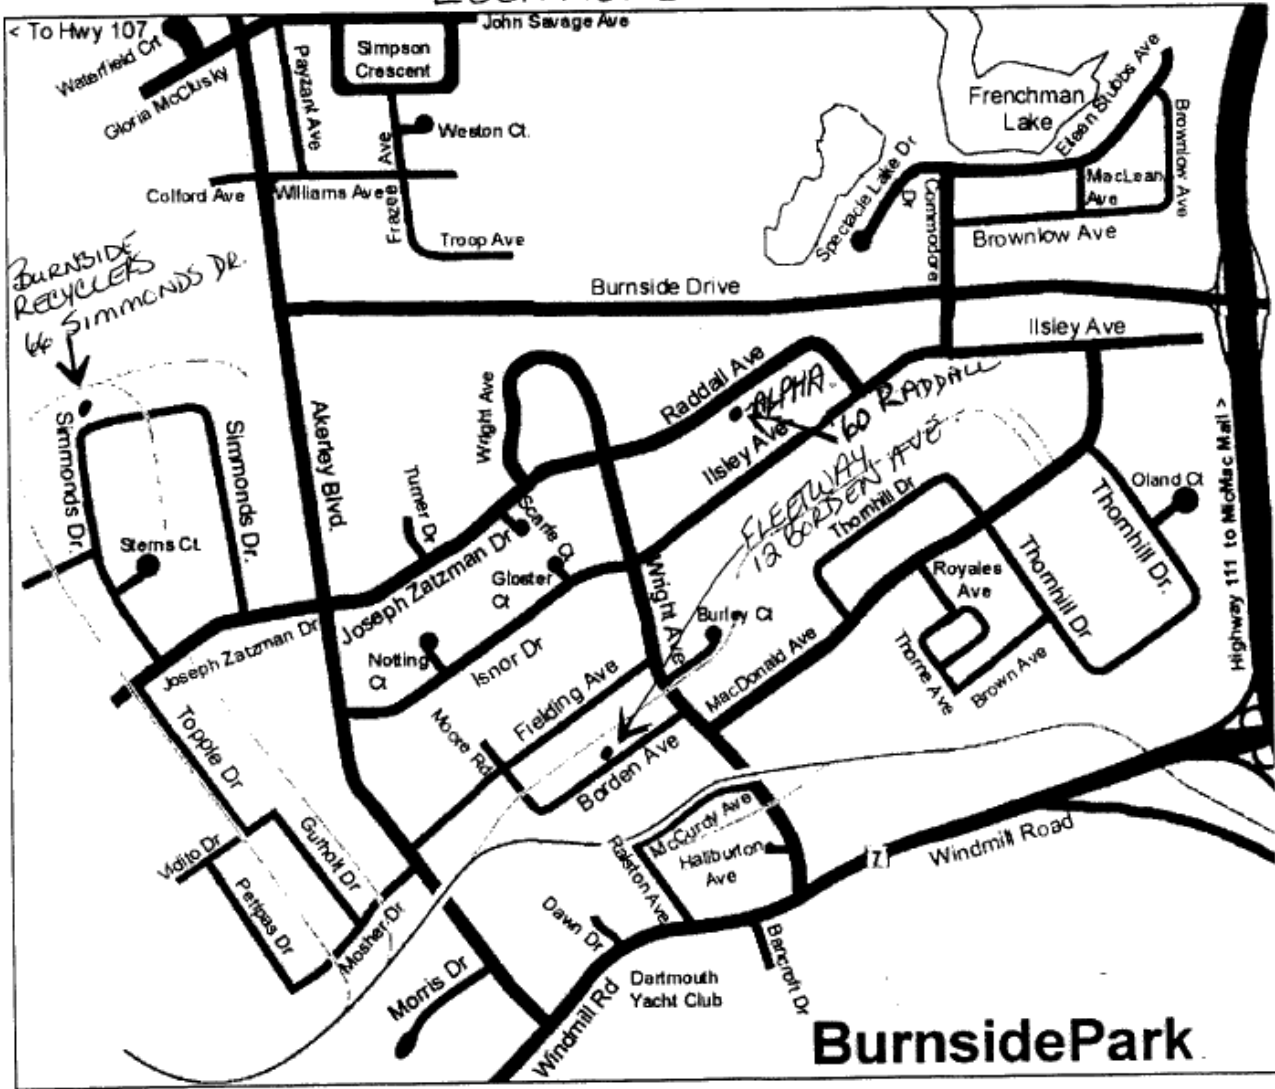 < To Hwy 107
John Savage Ave
Waterfield Crt
Gloria McClusky
Payzant Ave
Simpson
Crescent
Weston Ct.
Frazee Ave
Colford Ave
Williams Ave
Troop Ave
Frenchman
Lake
Eileen Stubbs Ave
Spectacle Lake Dr
Commodore Dr
MacLean
Ave
Brownlow Ave
Brownlow Ave
BURNSIDE
RECYCLERS
66 SIMMONDS DR.
Burnside Drive
Ilsley Ave
Raddall Ave
Wright Ave
ALPHA
60 RADDALL
Ilsley Ave
Simmonds Dr.
Simmonds Dr.
Akerley Blvd.
Turner Dr
Scarfe Ct
FLEETWAY
12 BORDEN AVE.
Thornhill Dr
Oland Ct
Thornhill Dr.
Thornhill Dr
Highway 111 to MicMac Mall >
Sterns Ct.
Joseph Zatzman Dr
Gloster
Ct
Wright Ave
Royales
Ave
Burley Ct
Joseph Zatzman Dr
Notting
Ct
Isnor Dr
Fielding Ave
MacDonald Ave
Thorne Ave
Brown Ave
Topple Dr
Moore Rd
Borden Ave
Vidito Dr
Gurholt Dr
Pettipas Dr
Mosher Dr
McCurdy Ave
Haliburton
Ave
Ralston Ave
7
Windmill Road
Dawn Dr
Bancroft Dr
Morris Dr
Windmill Rd
Dartmouth
Yacht Club
BurnsidePark